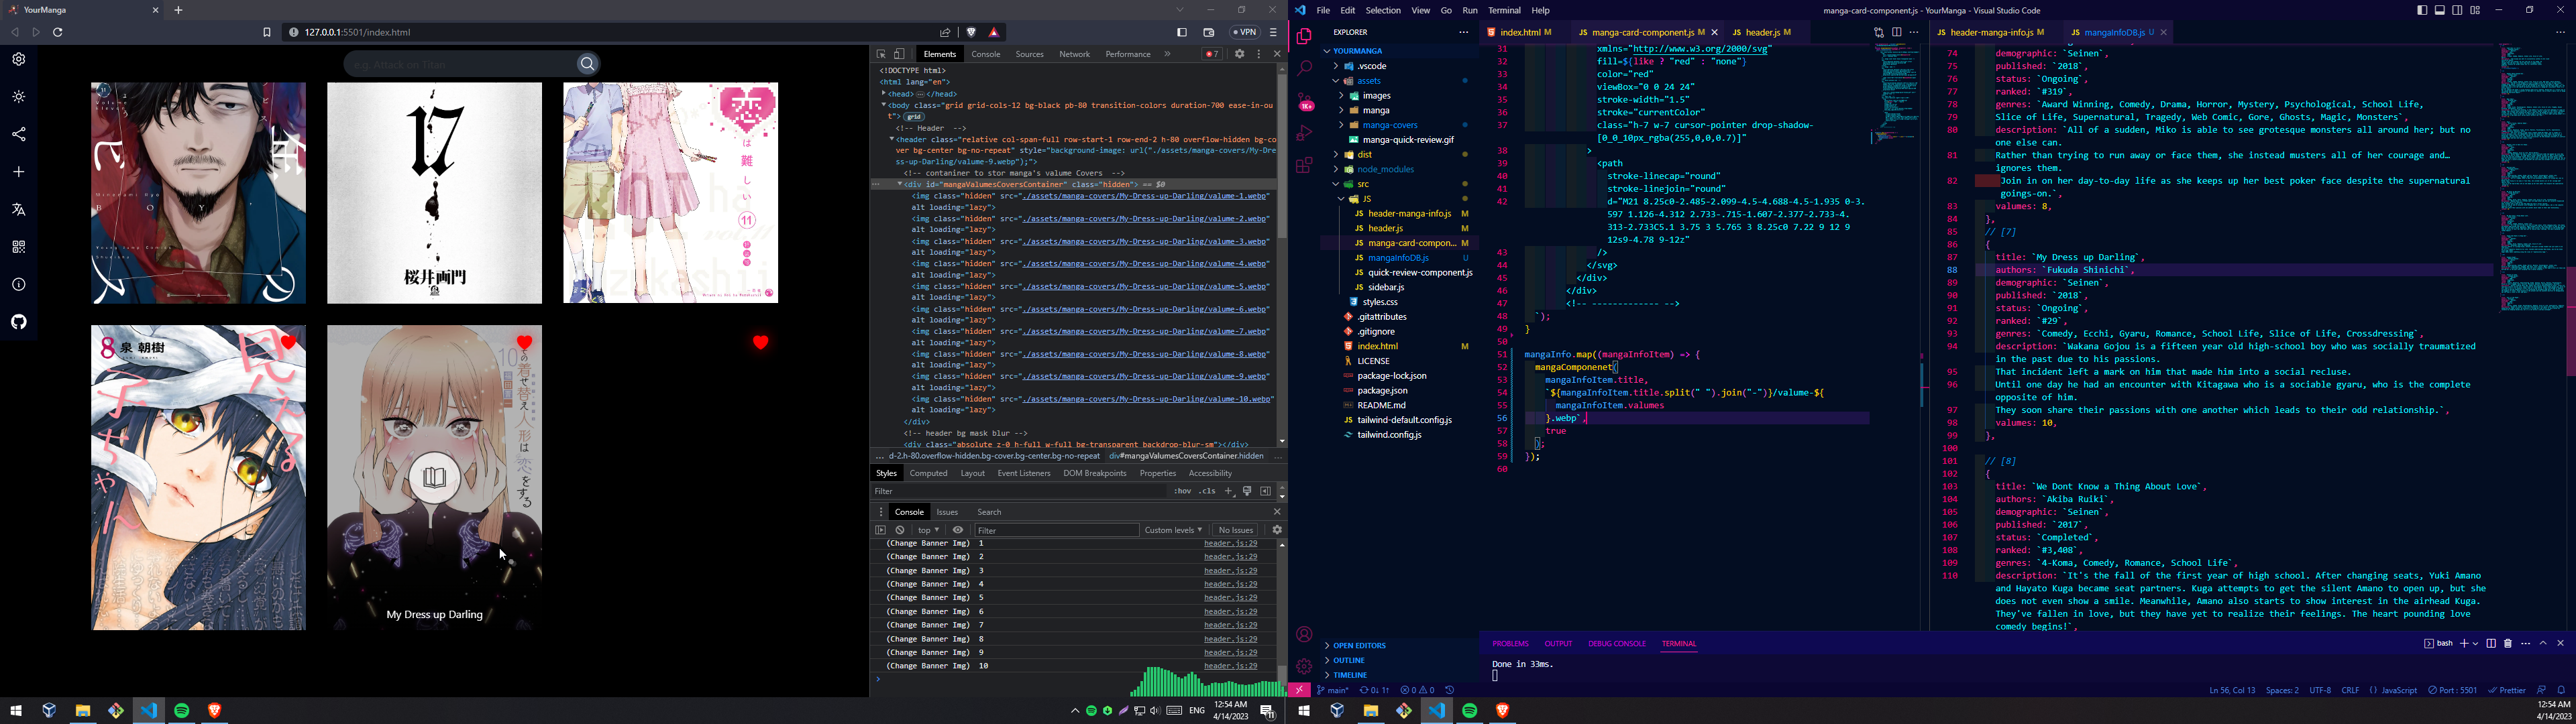 YourManga
127.0.0.1:5501/index.html
VPN
e.g. Attack on Titan
17
桜井画門
は難しい
11
8
泉 朝樹
見える子ちゃん
その着せ替え人形は恋をする
10
My Dress up Darling
Elements
Console
Sources
Network
Performance
7
<!DOCTYPE html>
<html lang="en">
<head> </head>
<body class="grid grid-cols-12 bg-black pb-80 transition-colors duration-700 ease-in-ou
t"> grid
<!-- Header -->
<header class="relative col-span-full row-start-1 row-end-2 h-80 overflow-hidden bg-co
ver bg-center bg-no-repeat" style="background-image: url("./assets/manga-covers/My-Dre
ss-up-Darling/valume-9.webp");">
<!-- contanier to stor manga's valume Covers -->
<div id="mangaValumesCoversContainer" class="hidden"> == $0
<img class="hidden" src="./assets/manga-covers/My-Dress-up-Darling/valume-1.webp"
alt loading="lazy">
<img class="hidden" src="./assets/manga-covers/My-Dress-up-Darling/valume-2.webp"
alt loading="lazy">
<img class="hidden" src="./assets/manga-covers/My-Dress-up-Darling/valume-3.webp"
alt loading="lazy">
<img class="hidden" src="./assets/manga-covers/My-Dress-up-Darling/valume-4.webp"
alt loading="lazy">
<img class="hidden" src="./assets/manga-covers/My-Dress-up-Darling/valume-5.webp"
alt loading="lazy">
<img class="hidden" src="./assets/manga-covers/My-Dress-up-Darling/valume-6.webp"
alt loading="lazy">
<img class="hidden" src="./assets/manga-covers/My-Dress-up-Darling/valume-7.webp"
alt loading="lazy">
<img class="hidden" src="./assets/manga-covers/My-Dress-up-Darling/valume-8.webp"
alt loading="lazy">
<img class="hidden" src="./assets/manga-covers/My-Dress-up-Darling/valume-9.webp"
alt loading="lazy">
<img class="hidden" src="./assets/manga-covers/My-Dress-up-Darling/valume-10.webp"
alt loading="lazy">
</div>
<!-- header bg mask blur -->
<div class="absolute z-0 h-full w-full bg-transparent backdrop-blur-sm"></div>
... d-2.h-80.overflow-hidden.bg-cover.bg-center.bg-no-repeat div#mangaValumesCoversContainer.hidden ...
Styles Computed Layout Event Listeners DOM Breakpoints Properties Accessibility
Filter
:hov .cls
Console Issues Search
top Filter Custom levels No Issues
(Change Banner Img) 1 header.js:29
(Change Banner Img) 2 header.js:29
(Change Banner Img) 3 header.js:29
(Change Banner Img) 4 header.js:29
(Change Banner Img) 5 header.js:29
(Change Banner Img) 6 header.js:29
(Change Banner Img) 7 header.js:29
(Change Banner Img) 8 header.js:29
(Change Banner Img) 9 header.js:29
(Change Banner Img) 10 header.js:29
ENG
12:54 AM
4/14/2023
11
File Edit Selection View Go Run Terminal Help
manga-card-component.js - YourManga - Visual Studio Code
EXPLORER
YOURMANGA
.vscode
assets
images
manga
manga-covers
manga-quick-review.gif
dist
node_modules
src
JS
header-manga-info.js M
header.js M
manga-card-compon... M
mangaInfoDB.js U
quick-review-component.js
sidebar.js
styles.css
.gitattributes
.gitignore
index.html M
LICENSE
package-lock.json
package.json
README.md
tailwind-default.config.js
tailwind.config.js
OPEN EDITORS
OUTLINE
TIMELINE
1K+
index.html M
manga-card-component.js M
header.js M
31 xmlns="http://www.w3.org/2000/svg"
32 fill=${like ? "red" : "none"}
33 color="red"
34 viewBox="0 0 24 24"
35 stroke-width="1.5"
36 stroke="currentColor"
37 class="h-7 w-7 cursor-pointer drop-shadow-
[0_0_10px_rgba(255,0,0,0.7)]"
38 >
39 <path
40 stroke-linecap="round"
41 stroke-linejoin="round"
42 d="M21 8.25c0-2.485-2.099-4.5-4.688-4.5-1.935 0-3.
597 1.126-4.312 2.733-.715-1.607-2.377-2.733-4.
313-2.733C5.1 3.75 3 5.765 3 8.25c0 7.22 9 12 9
12s9-4.78 9-12z"
43 />
44 </svg>
45 </div>
46 </div>
47 <!-- ------------- -->
48 `);
49 }
50
51 mangaInfo.map((mangaInfoItem) => {
52 mangaComponenet(
53 mangaInfoItem.title,
54 `${mangaInfoItem.title.split(" ").join("-")}/valume-${
55 mangaInfoItem.valumes
56 }.webp`,
57 true
58 );
59 });
60
header-manga-info.js M
mangaInfoDB.js U
74 demographic: `Seinen`,
75 published: `2018`,
76 status: `Ongoing`,
77 ranked: `#319`,
78 genres: `Award Winning, Comedy, Drama, Horror, Mystery, Psychological, School Life,
79 Slice of Life, Supernatural, Tragedy, Web Comic, Gore, Ghosts, Magic, Monsters`,
80 description: `All of a sudden, Miko is able to see grotesque monsters all around her; but no
one else can.
81 Rather than trying to run away or face them, she instead musters all of her courage and…
ignores them.
82 Join in on her day-to-day life as she keeps up her best poker face despite the supernatural
goings-on.`,
83 valumes: 8,
84 },
85 // [7]
86 {
87 title: `My Dress up Darling`,
88 authors: `Fukuda Shinichi`,
89 demographic: `Seinen`,
90 published: `2018`,
91 status: `Ongoing`,
92 ranked: `#29`,
93 genres: `Comedy, Ecchi, Gyaru, Romance, School Life, Slice of Life, Crossdressing`,
94 description: `Wakana Gojou is a fifteen year old high-school boy who was socially traumatized
in the past due to his passions.
95 That incident left a mark on him that made him into a social recluse.
96 Until one day he had an encounter with Kitagawa who is a sociable gyaru, who is the complete
opposite of him.
97 They soon share their passions with one another which leads to their odd relationship.`,
98 valumes: 10,
99 },
100
101 // [8]
102 {
103 title: `We Dont Know a Thing About Love`,
104 authors: `Akiba Ruiki`,
105 demographic: `Seinen`,
106 published: `2017`,
107 status: `Completed`,
108 ranked: `#3,408`,
109 genres: `4-Koma, Comedy, Romance, School Life`,
110 description: `It's the fall of the first year of high school. After changing seats, Yuki Amano
and Hayato Kuga became seat partners. Kuga attempts to get the silent Amano to open up, but she
does not even show a smile. Meanwhile, Amano also starts to show interest in the airhead Kuga.
They've fallen in love, but they have yet to realize their feelings. The heart pounding love
comedy begins!`,
PROBLEMS OUTPUT DEBUG CONSOLE TERMINAL
bash
Done in 33ms.
main* 0↓ 1↑ 0 0
Ln 56, Col 13 Spaces: 2 UTF-8 CRLF {} JavaScript Port : 5501 Prettier
12:54 AM
4/14/2023